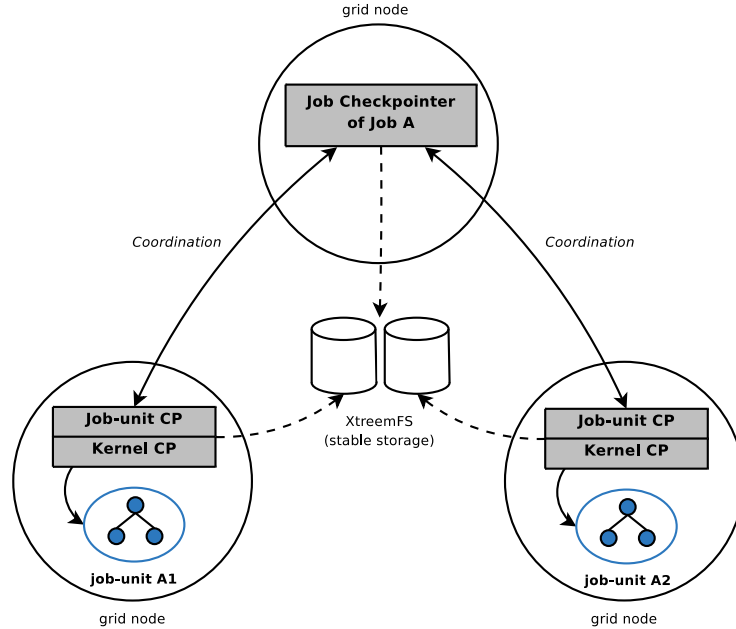 grid node
Job Checkpointer
of Job A
Coordination
Coordination
XtreemFS
(stable storage)
Job-unit CP
Kernel CP
job-unit A1
grid node
Job-unit CP
Kernel CP
job-unit A2
grid node